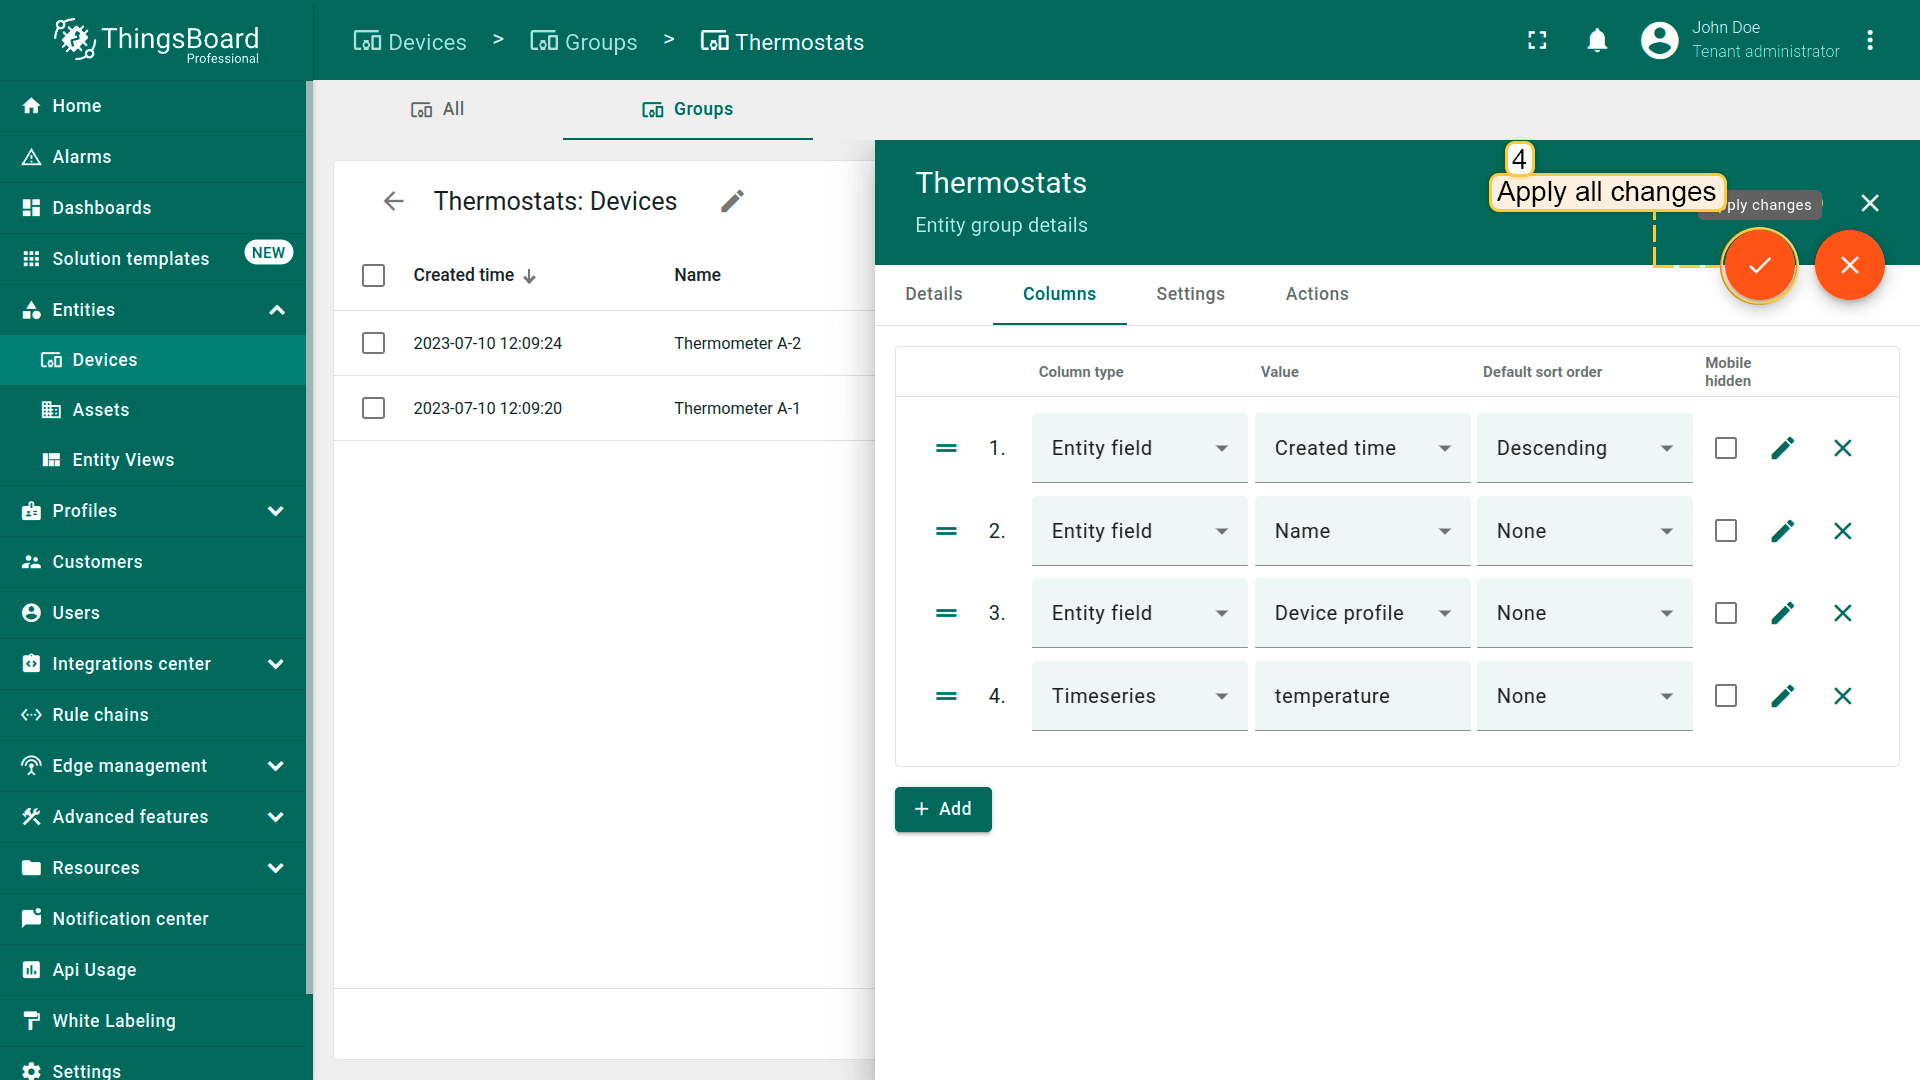 ThingsBoard
Professional
Devices > Groups > Thermostats
John Doe
Tenant administrator
Home
Alarms
Dashboards
Solution templates NEW
Entities
Devices
Assets
Entity Views
Profiles
Customers
Users
Integrations center
Rule chains
Edge management
Advanced features
Resources
Notification center
Api Usage
White Labeling
Settings
All
Groups
Thermostats: Devices
Created time Name
2023-07-10 12:09:24 Thermometer A-2
2023-07-10 12:09:20 Thermometer A-1
Thermostats
Entity group details
4
Apply all changes
changes
Details Columns Settings Actions
Column type Value Default sort order Mobile
hidden
1. Entity field Created time Descending
2. Entity field Name None
3. Entity field Device profile None
4. Timeseries temperature None
+ Add